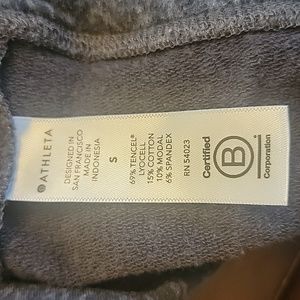 ATHLETA
DESIGNED IN
SAN FRANCISCO
MADE IN
INDONESIA
S
69% TENCEL®
LYOCELL
15% COTTON
10% MODAL
6% SPANDEX
RN 54023
Certified
B
Corporation